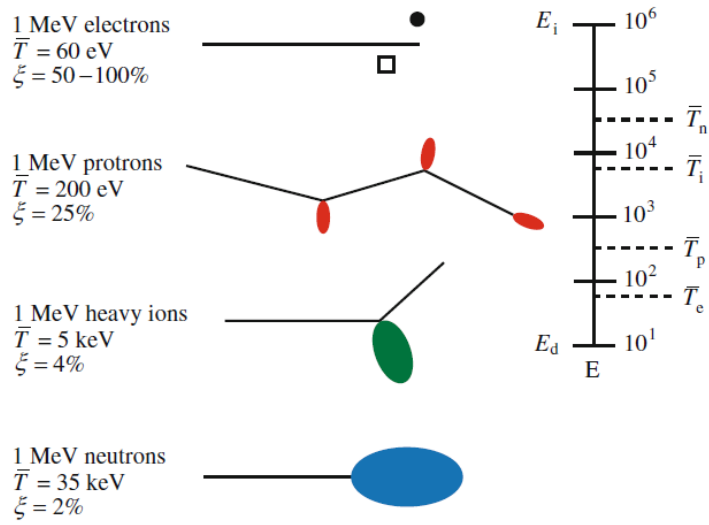 1 MeV electrons
T̄ = 60 eV
ξ = 50–100%
1 MeV protrons
T̄ = 200 eV
ξ = 25%
1 MeV heavy ions
T̄ = 5 keV
ξ = 4%
1 MeV neutrons
T̄ = 35 keV
ξ = 2%
Eᵢ 10⁶
10⁵
T̄ₙ
10⁴
T̄ᵢ
10³
T̄ₚ
10²
T̄ₑ
E_d 10¹
E